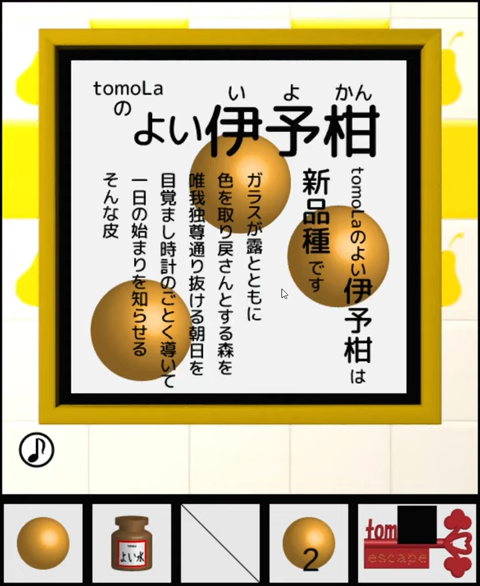 tomoLa
の
よい伊予柑
い よ かん
tomoLaのよい伊予柑は
新品種です
ガラスが露とともに
色を取り戻さんとする森を
唯我独尊通り抜ける朝日を
目覚まし時計のごとく導いて
一日の始まりを知らせる
そんな皮
よい水
2
tom
escape